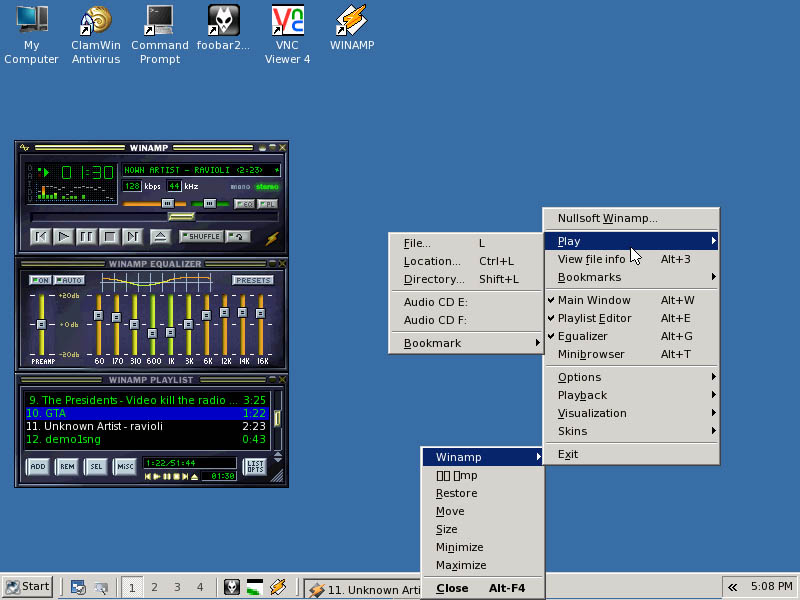 My Computer
ClamWin Antivirus
Command Prompt
foobar2...
VNC Viewer 4
WINAMP
WINAMP
01:30
NOWN ARTIST - RAVIOLI <2:23>
128 kbps 44 kHz mono stereo
EQ PL
SHUFFLE
WINAMP EQUALIZER
ON AUTO PRESETS
+20db
+0db
-20db
PREAMP 60 170 310 600 1K 3K 6K 12K 14K 16K
WINAMP PLAYLIST
9. The Presidents - Video kill the radio ... 3:25
10. GTA 1:22
11. Unknown Artist - ravioli 2:23
12. demo1sng 0:43
ADD REM SEL MISC 1:22/51:44 LIST OPTS
01:30
File... L
Location... Ctrl+L
Directory... Shift+L
Audio CD E:
Audio CD F:
Bookmark
Nullsoft Winamp...
Play
View file info Alt+3
Bookmarks
Main Window Alt+W
Playlist Editor Alt+E
Equalizer Alt+G
Minibrowser Alt+T
Options
Playback
Visualization
Skins
Exit
Winamp
mp
Restore
Move
Size
Minimize
Maximize
Close Alt-F4
Start 1 2 3 4 11. Unknown Arti « 5:08 PM